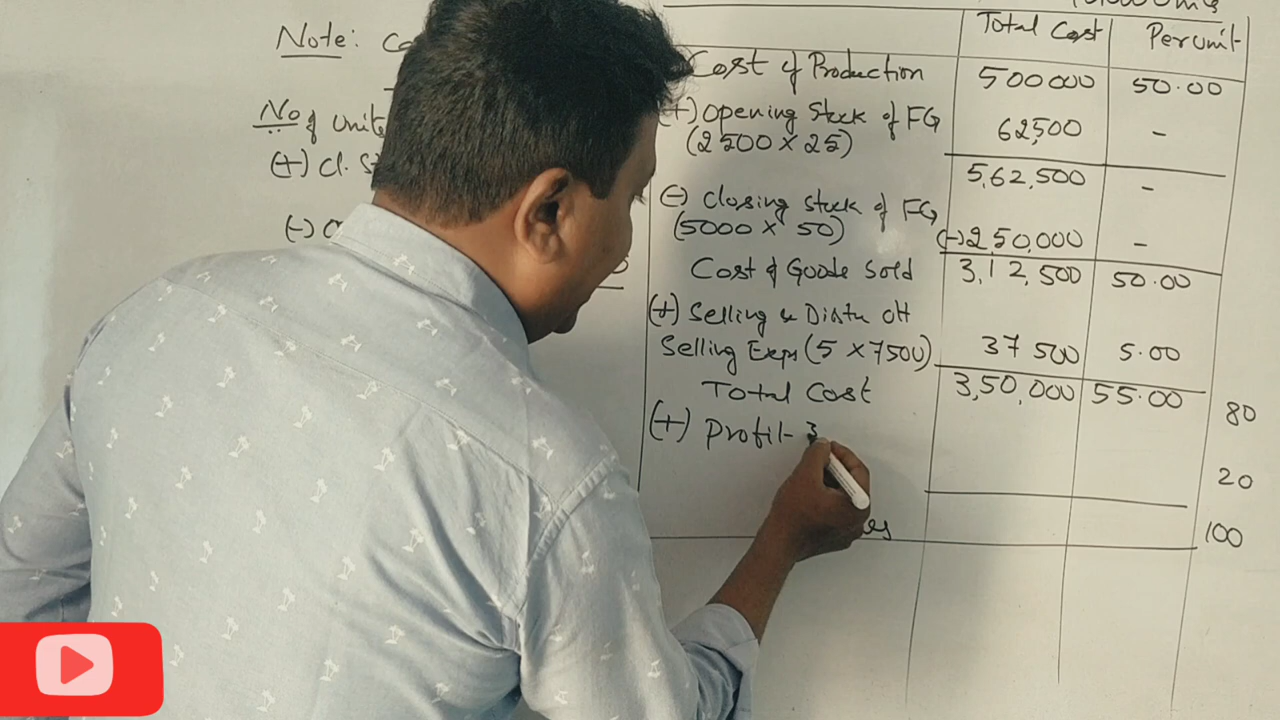 Note:
No of units
(+) Cl. S
(-) O
Total Cost Per unit
Cost of Production 500000 50.00
(+) Opening Stock of FG 62,500 -
(2500 X 25)
5,62,500 -
(-) Closing Stock of FG
(5000 X 50) (-) 2,50,000 -
Cost of Goods Sold 3,12,500 50.00
(+) Selling & Distn OH
Selling Exps (5 X 7500) 37 500 5.00
Total Cost 3,50,000 55.00 80
(+) Profit- 3
20
100